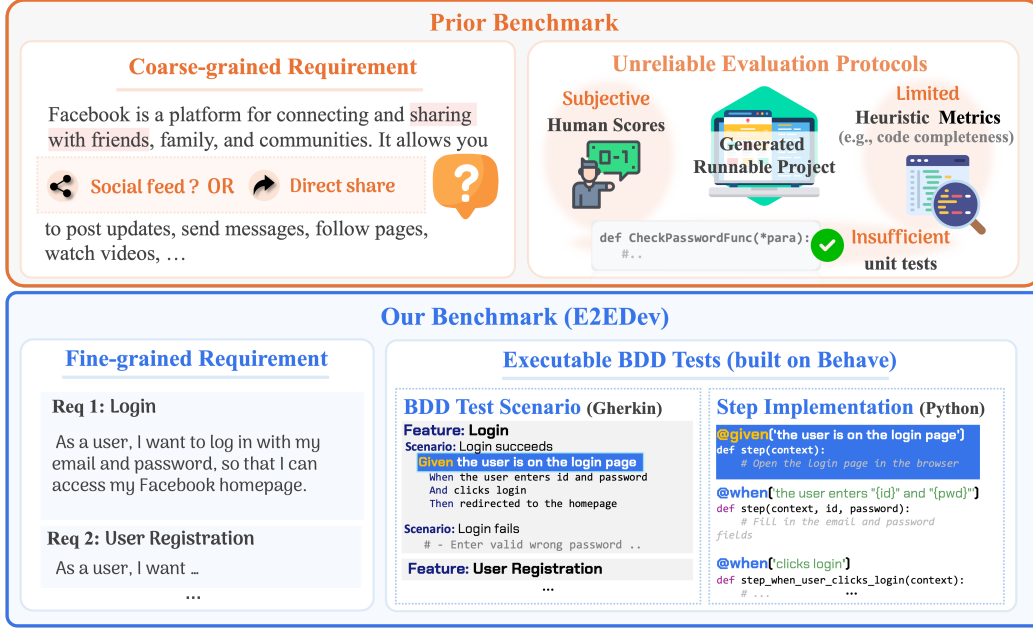 Prior Benchmark
Coarse-grained Requirement
Facebook is a platform for connecting and sharing
with friends, family, and communities. It allows you
Social feed ? OR Direct share
?
to post updates, send messages, follow pages,
watch videos, …
Unreliable Evaluation Protocols
Subjective
Human Scores
0-1
Generated
Runnable Project
Limited
Heuristic Metrics
(e.g., code completeness)
def CheckPasswordFunc(*para):
#..
Insufficient
unit tests
Our Benchmark (E2EDev)
Fine-grained Requirement
Req 1: Login
As a user, I want to log in with my
email and password, so that I can
access my Facebook homepage.
Req 2: User Registration
As a user, I want …
...
Executable BDD Tests (built on Behave)
BDD Test Scenario (Gherkin)
Feature: Login
Scenario: Login succeeds
Given the user is on the login page
When the user enters id and password
And clicks login
Then redirected to the homepage
Scenario: Login fails
# - Enter valid wrong password ..
Feature: User Registration
...
Step Implementation (Python)
@given('the user is on the login page')
def step(context):
# Open the login page in the browser
@when('the user enters "{id}" and "{pwd}"')
def step(context, id, password):
# Fill in the email and password
fields
@when('clicks login')
def step_when_user_clicks_login(context):
# ...
...